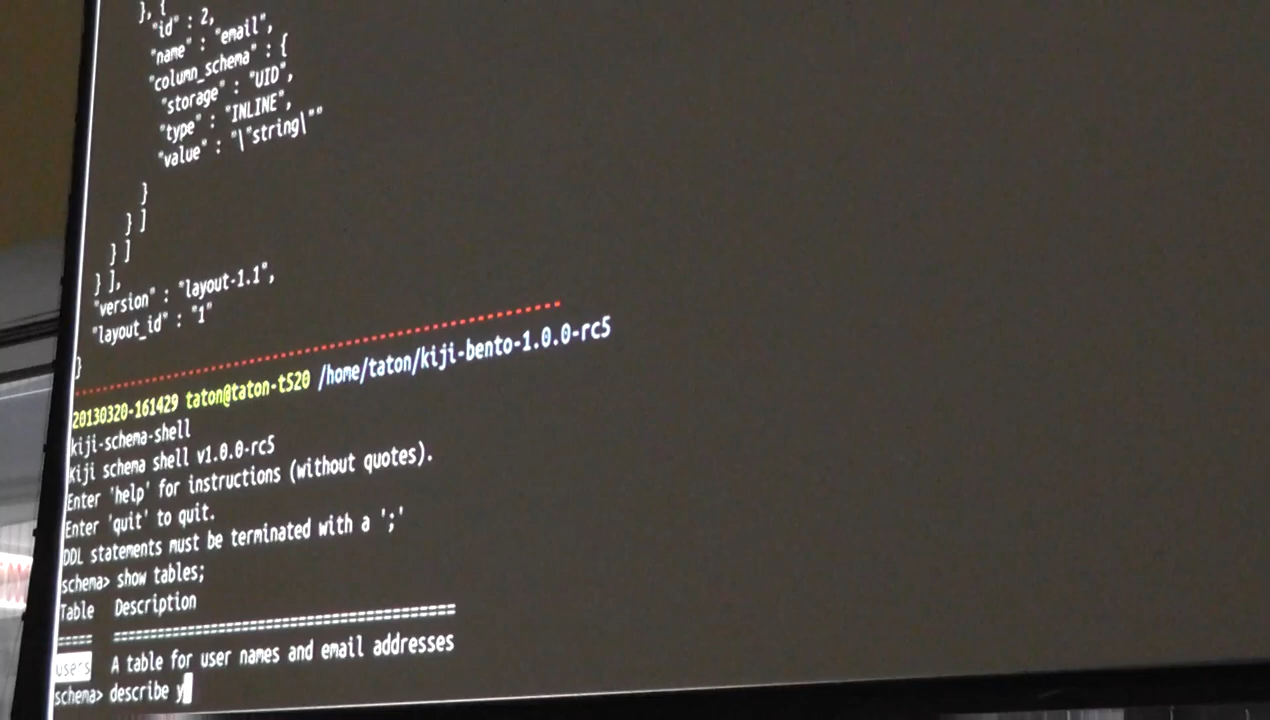 }, {
"id" : 2,
"name" : "email",
"column_schema" : {
"storage" : "UID",
"type" : "INLINE",
"value" : "\"string\""
}
} ]
} ]
} ],
"version" : "layout-1.1",
"layout_id" : "1"
}
20130320-161429 taton@taton-t520 /home/taton/kiji-bento-1.0.0-rc5
kiji-schema-shell
Kiji schema shell v1.0.0-rc5
Enter 'help' for instructions (without quotes).
Enter 'quit' to quit.
DDL statements must be terminated with a ';'
schema> show tables;
Table Description
===== ========================================
users A table for user names and email addresses
schema> describe y